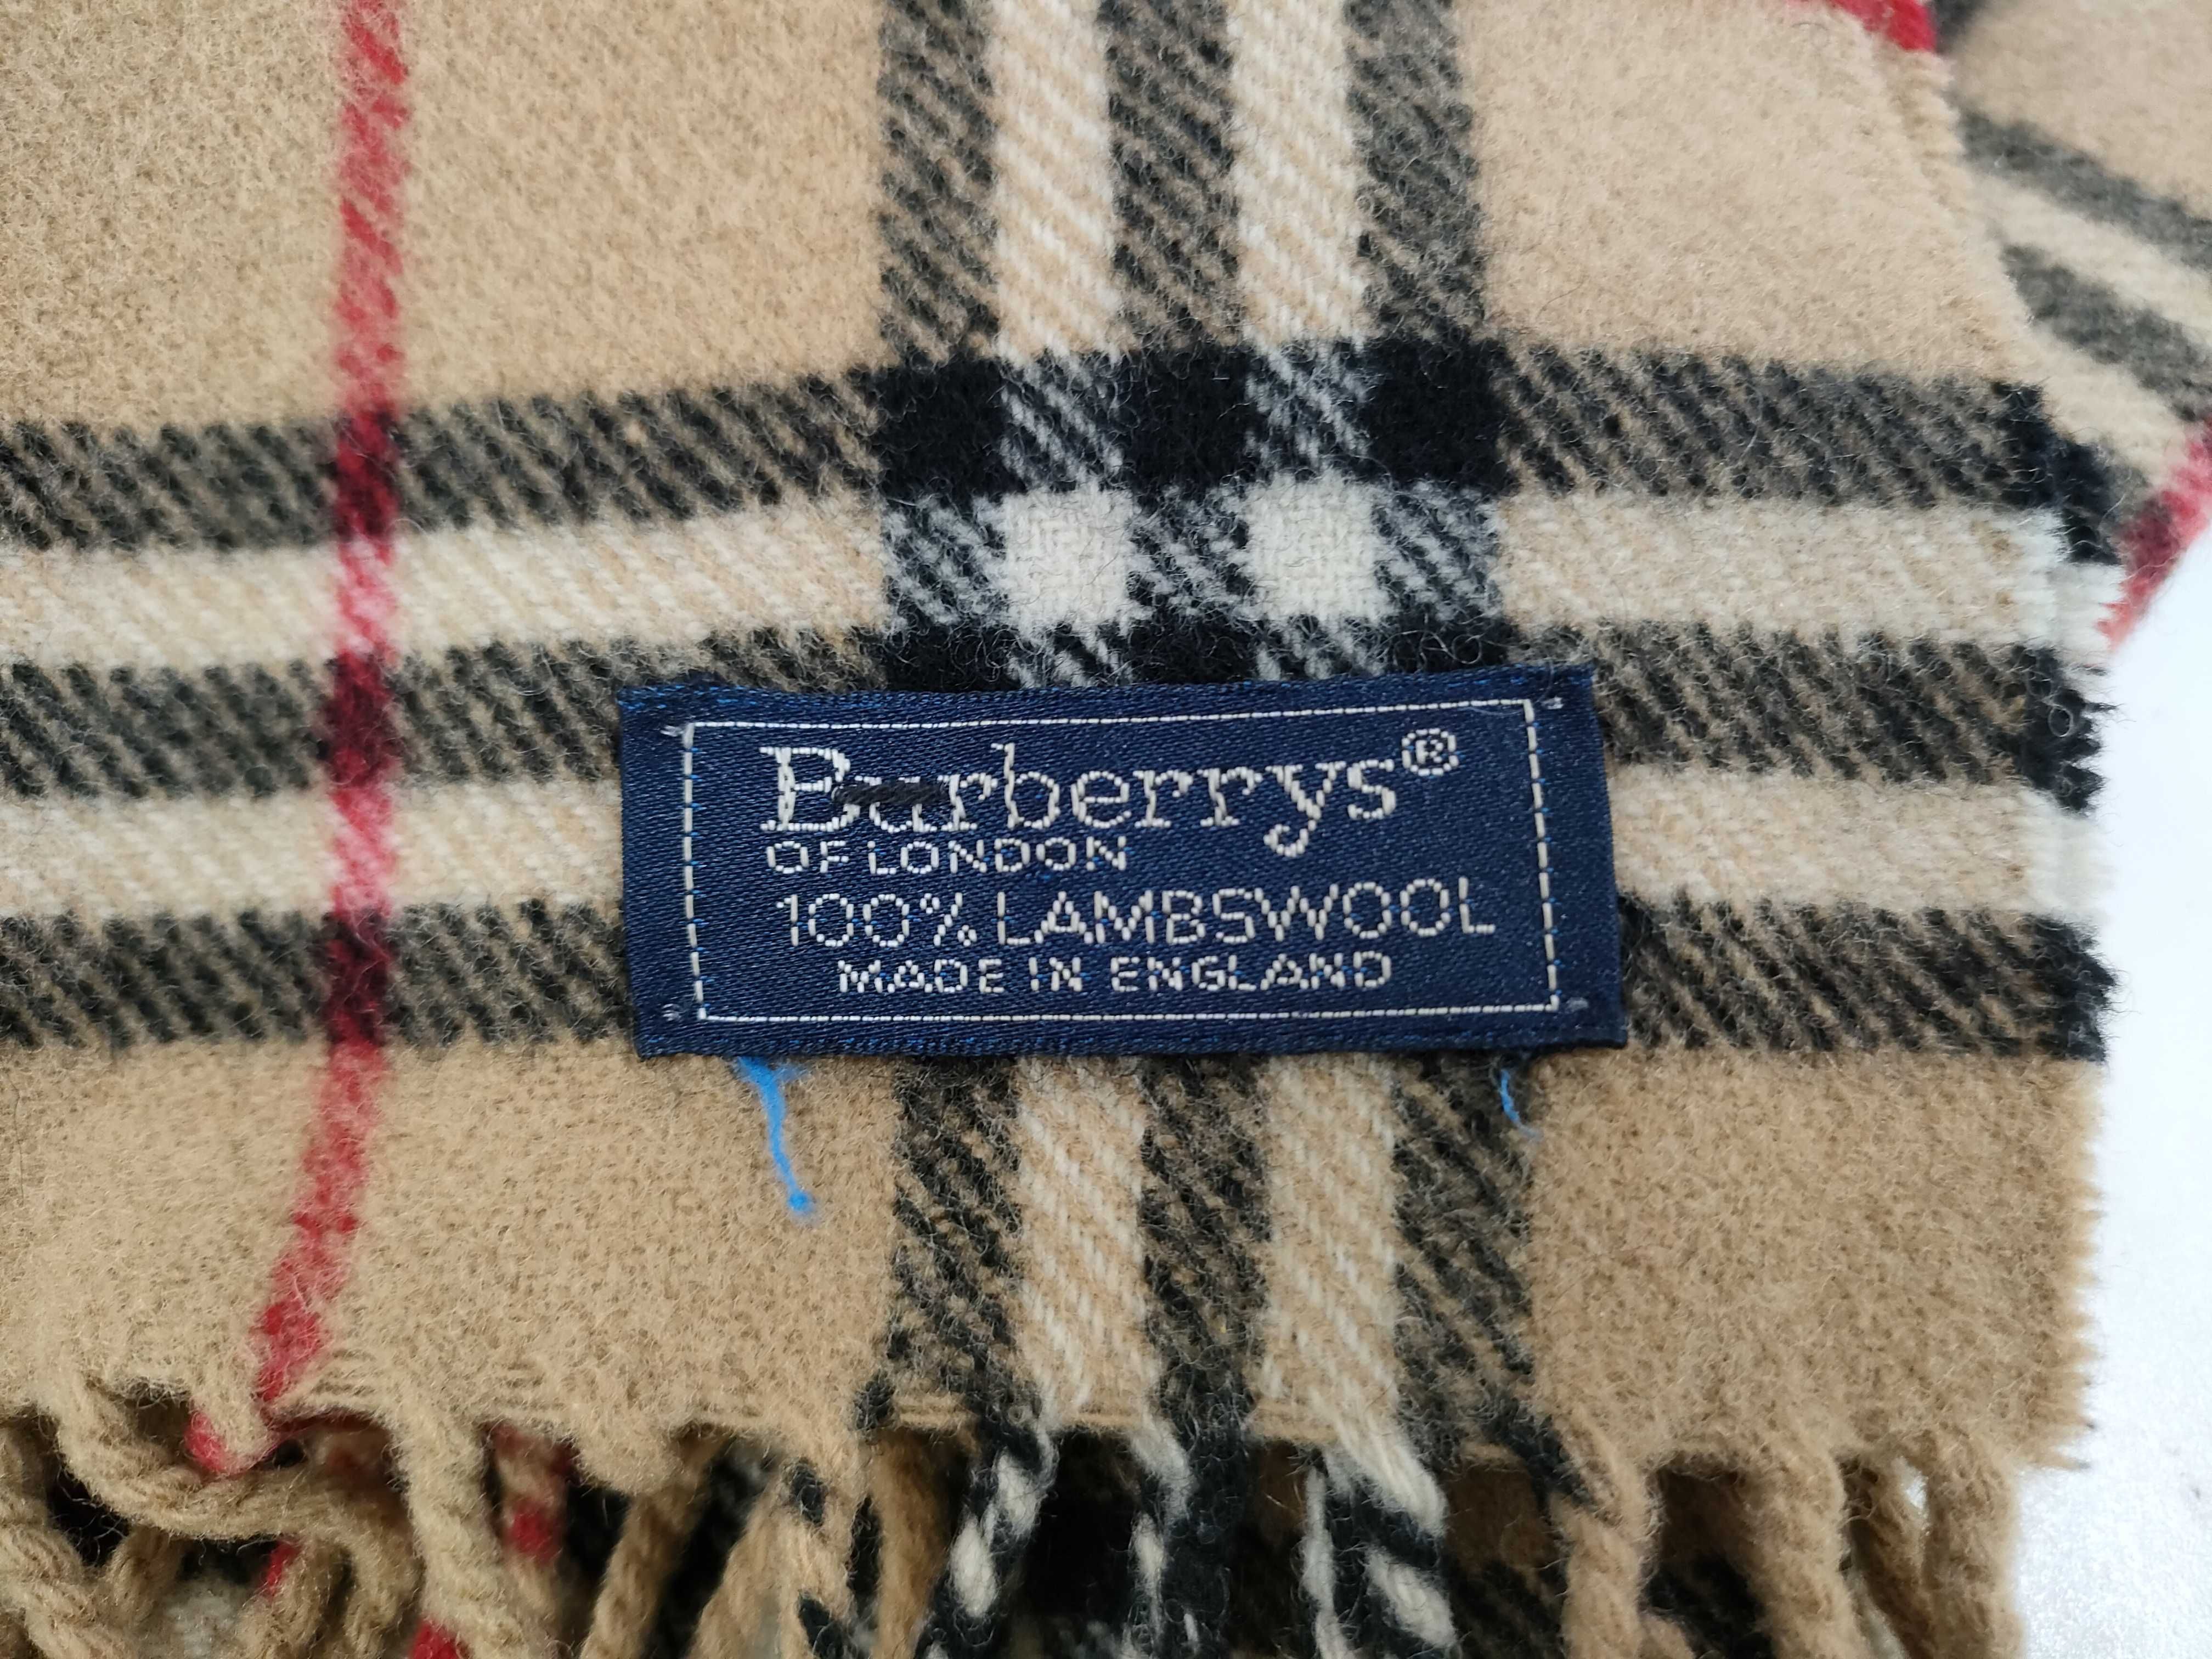 Burberrys®
OF LONDON
100% LAMBSWOOL
MADE IN ENGLAND